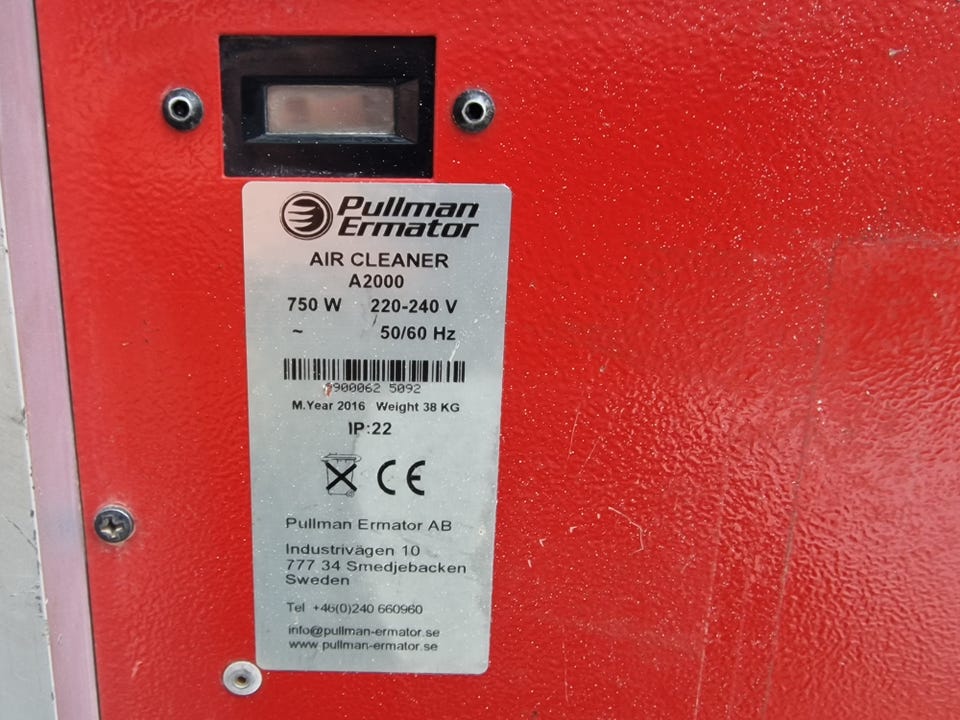 Pullman
Ermator
AIR CLEANER
A2000
750 W 220-240 V
~ 50/60 Hz
9900062 5092
M.Year 2016 Weight 38 KG
IP:22
CE
Pullman Ermator AB
Industrivägen 10
777 34 Smedjebacken
Sweden
Tel +46(0)240 660960
info@pullman-ermator.se
www.pullman-ermator.se